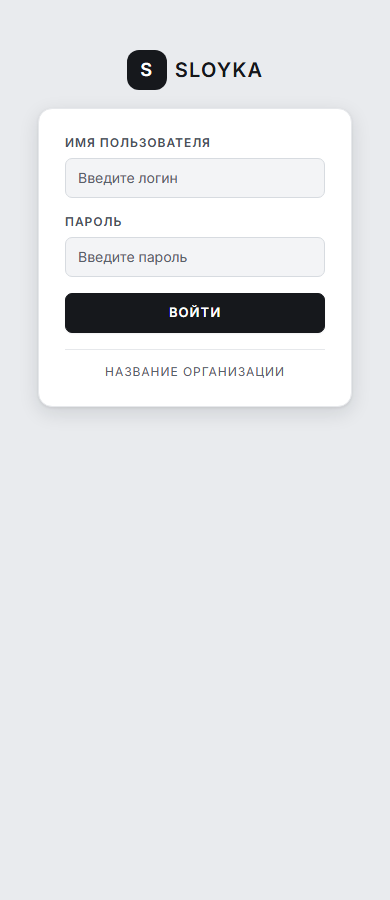 S SLOYKA
ИМЯ ПОЛЬЗОВАТЕЛЯ
Введите логин
ПАРОЛЬ
Введите пароль
ВОЙТИ
НАЗВАНИЕ ОРГАНИЗАЦИИ